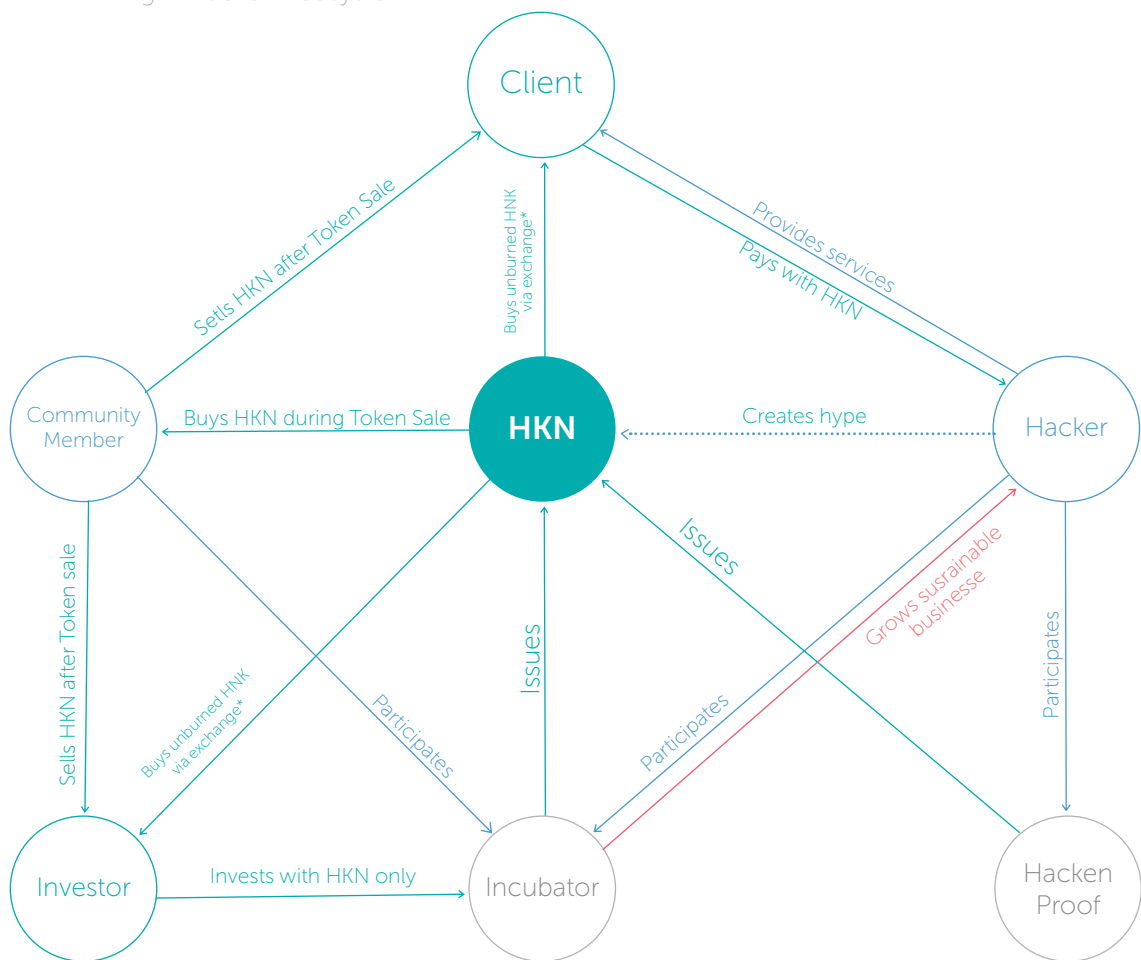 Client
Setls HKN after Token Sale
Buys unburned HNK
via exchange*
Provides services
Pays with HKN
Community
Member
Buys HKN during Token Sale
HKN
Creates hype
Hacker
Sells HKN after Token sale
Buys unburned HNK
via exchange*
Participates
Issues
Issues
Participates
Grows susrainable
businesse
Participates
Investor
Invests with HKN only
Incubator
Hacken
Proof